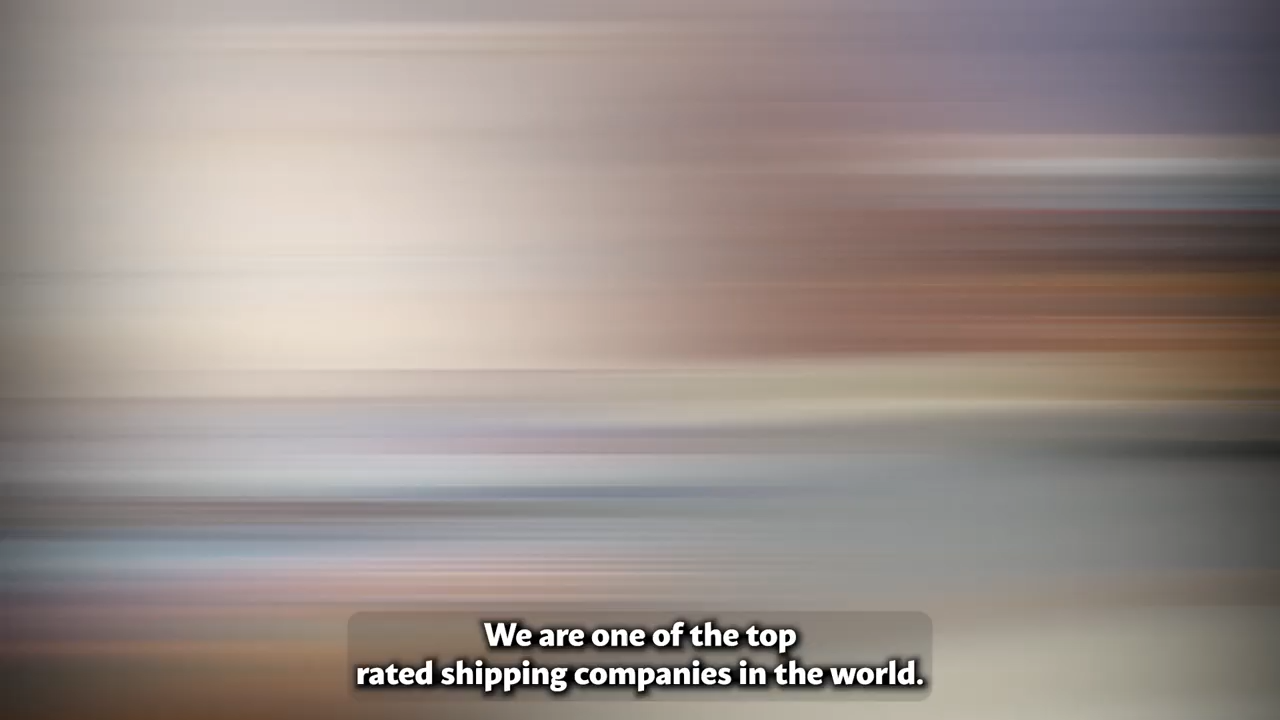 We are one of the top
rated shipping companies in the world.